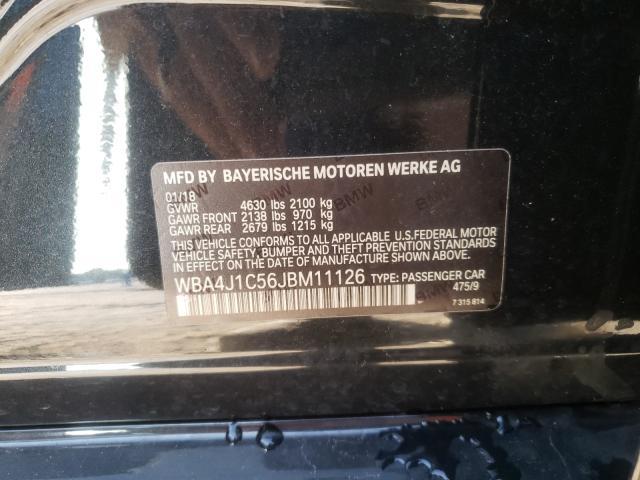 MFD BY BAYERISCHE MOTOREN WERKE AG
01/18
GVWR 4630 lbs 2100 kg
GAWR FRONT 2138 lbs 970 kg
GAWR REAR 2679 lbs 1215 kg
THIS VEHICLE CONFORMS TO ALL APPLICABLE U.S.FEDERAL MOTOR
VEHICLE SAFETY, BUMPER AND THEFT PREVENTION STANDARDS
IN EFFECT ON THE DATE OF MANUFACTURE SHOWN ABOVE.
WBA4J1C56JBM11126 TYPE: PASSENGER CAR
475/9
7 315 814
BMW
BMW
BMW